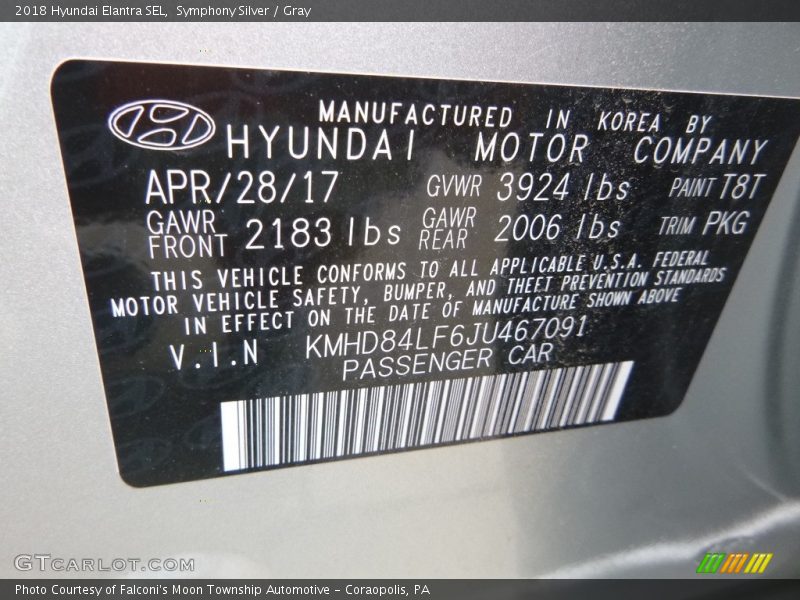 2018 Hyundai Elantra SEL, Symphony Silver / Gray
MANUFACTURED IN KOREA BY
HYUNDAI MOTOR COMPANY
APR/28/17 GVWR 3924 lbs PAINT T8T
GAWR FRONT 2183 lbs GAWR REAR 2006 lbs TRIM PKG
THIS VEHICLE CONFORMS TO ALL APPLICABLE U.S.A. FEDERAL
MOTOR VEHICLE SAFETY, BUMPER, AND THEFT PREVENTION STANDARDS
IN EFFECT ON THE DATE OF MANUFACTURE SHOWN ABOVE
V.I.N KMHD84LF6JU467091
PASSENGER CAR
GTCARLOT.COM
Photo Courtesy of Falconi's Moon Township Automotive - Coraopolis, PA